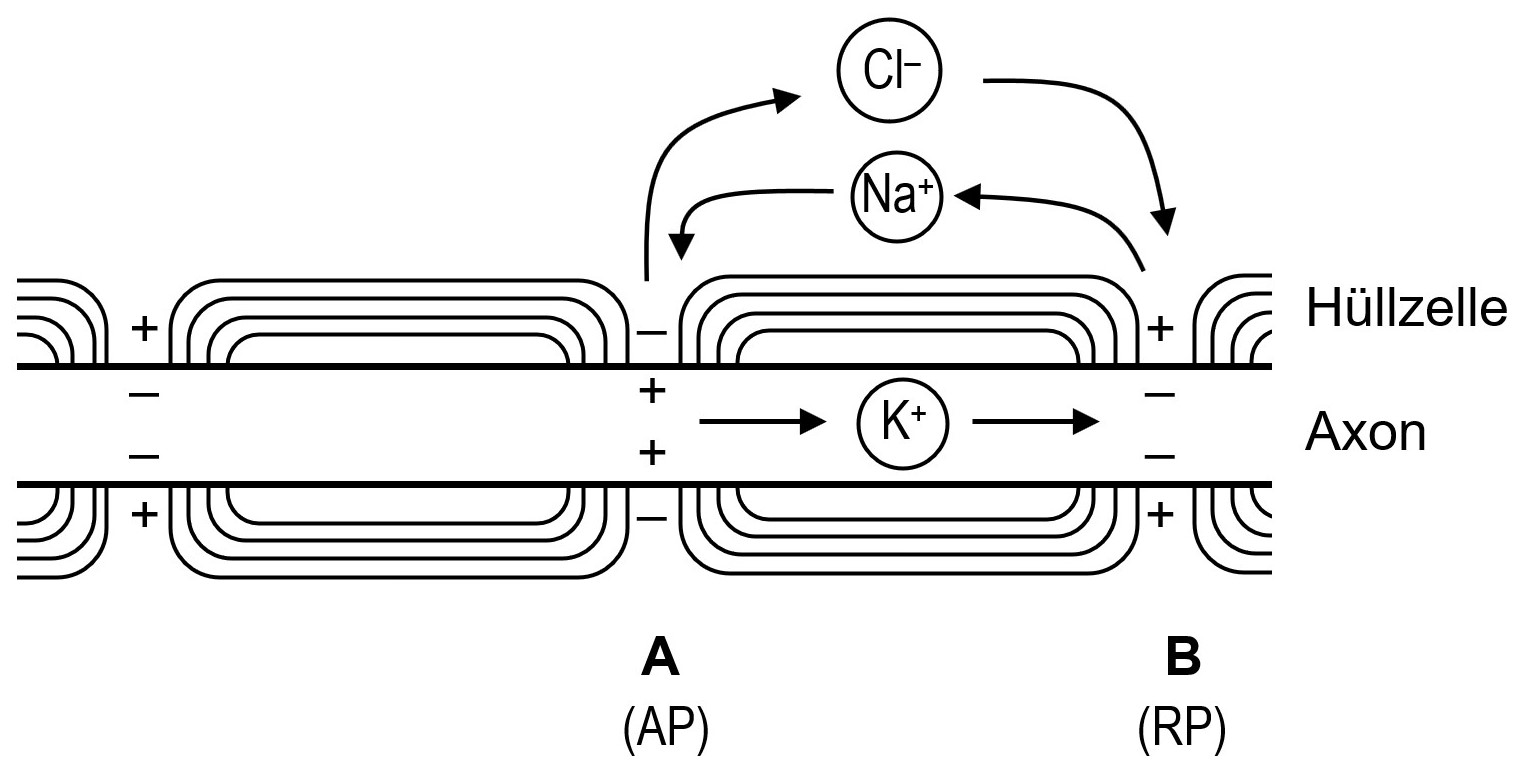 Cl–
Na+
Hüllzelle
+ – +
– + –
K+
Axon
– + –
+ – +
A B
(AP) (RP)